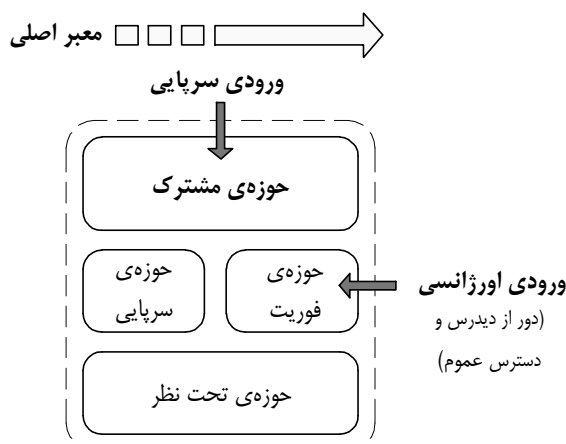 معبر اصلی
ورودی سرپایی
حوزه‌ی مشترک
حوزه‌ی
فوریت
حوزه‌ی
سرپایی
ورودی اورژانسی
(دور از دیدرس و
دسترس عموم)
حوزه‌ی تحت نظر